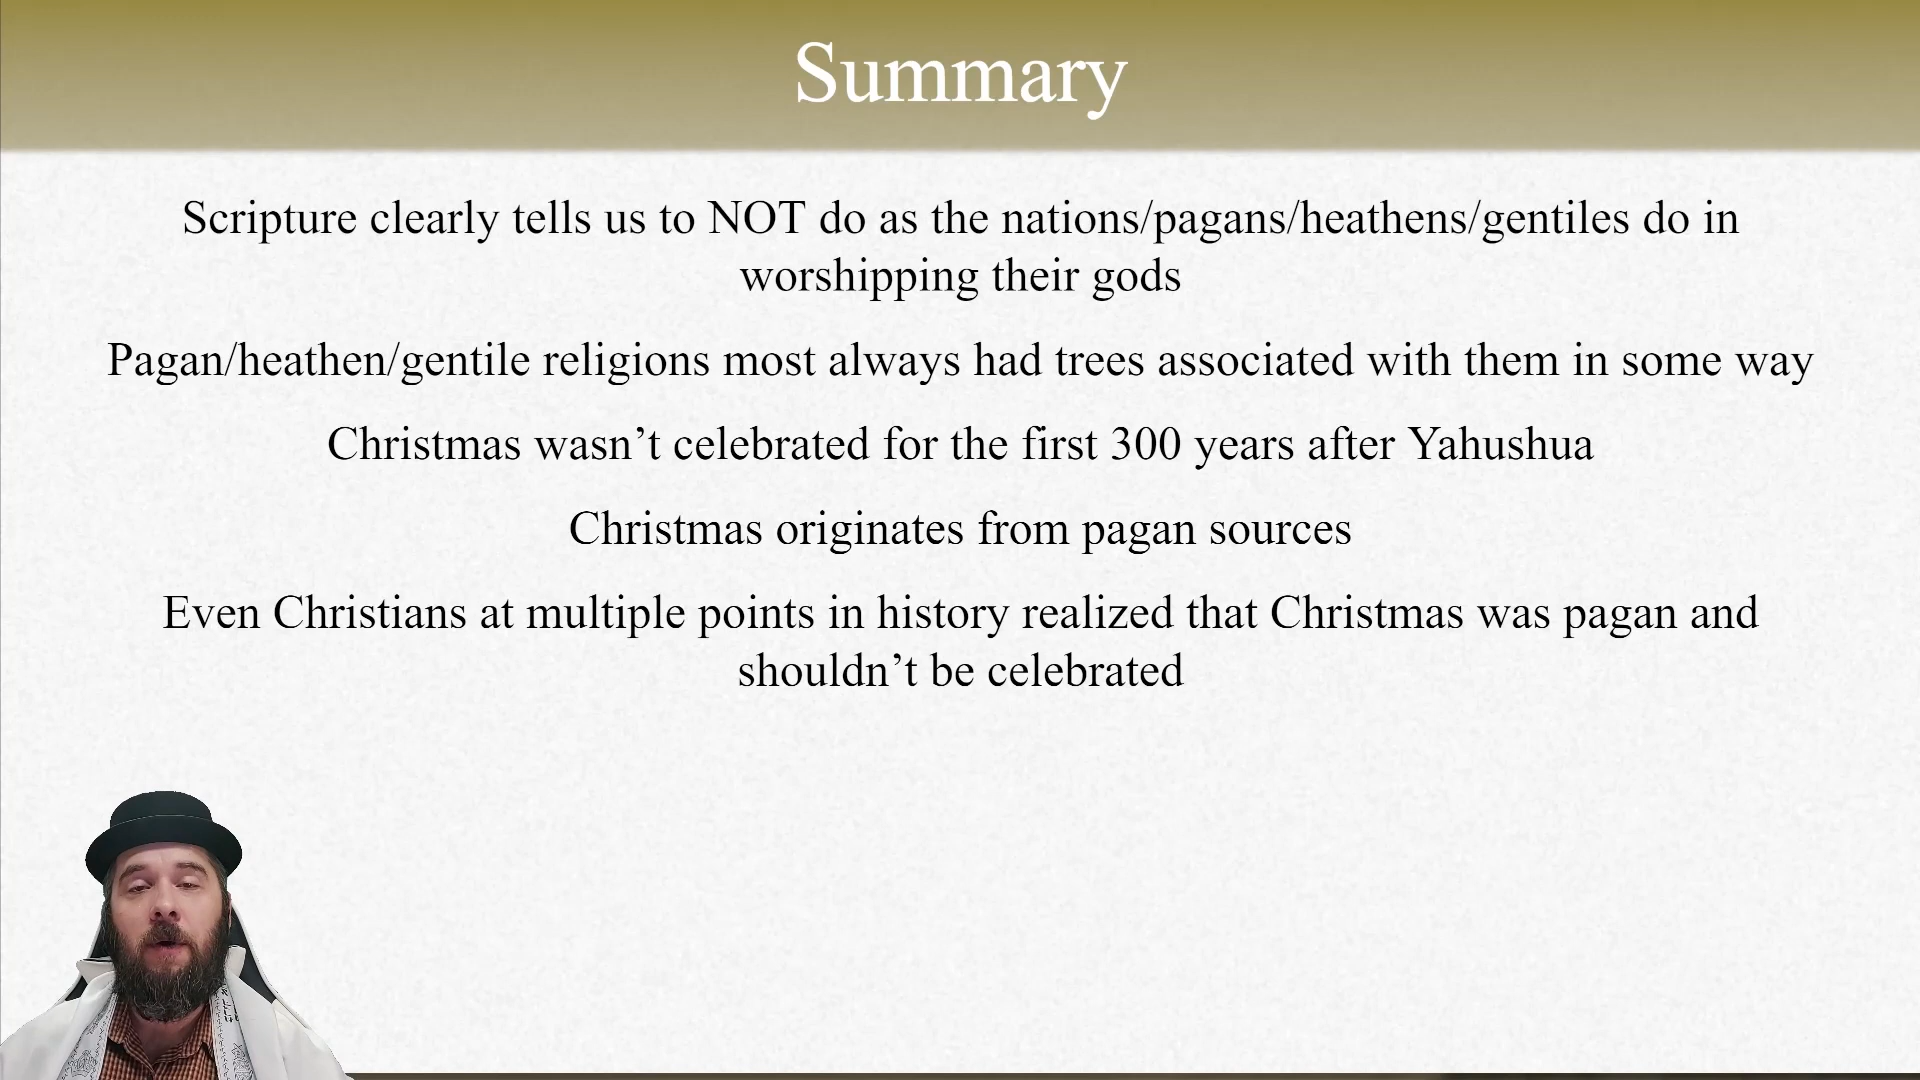 Summary
Scripture clearly tells us to NOT do as the nations/pagans/heathens/gentiles do in
worshipping their gods
Pagan/heathen/gentile religions most always had trees associated with them in some way
Christmas wasn’t celebrated for the first 300 years after Yahushua
Christmas originates from pagan sources
Even Christians at multiple points in history realized that Christmas was pagan and
shouldn’t be celebrated